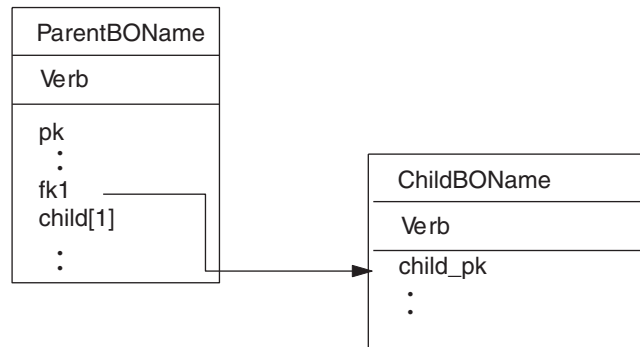 ParentBOName
Verb
pk
fk1
child[1]
ChildBOName
Verb
child_pk